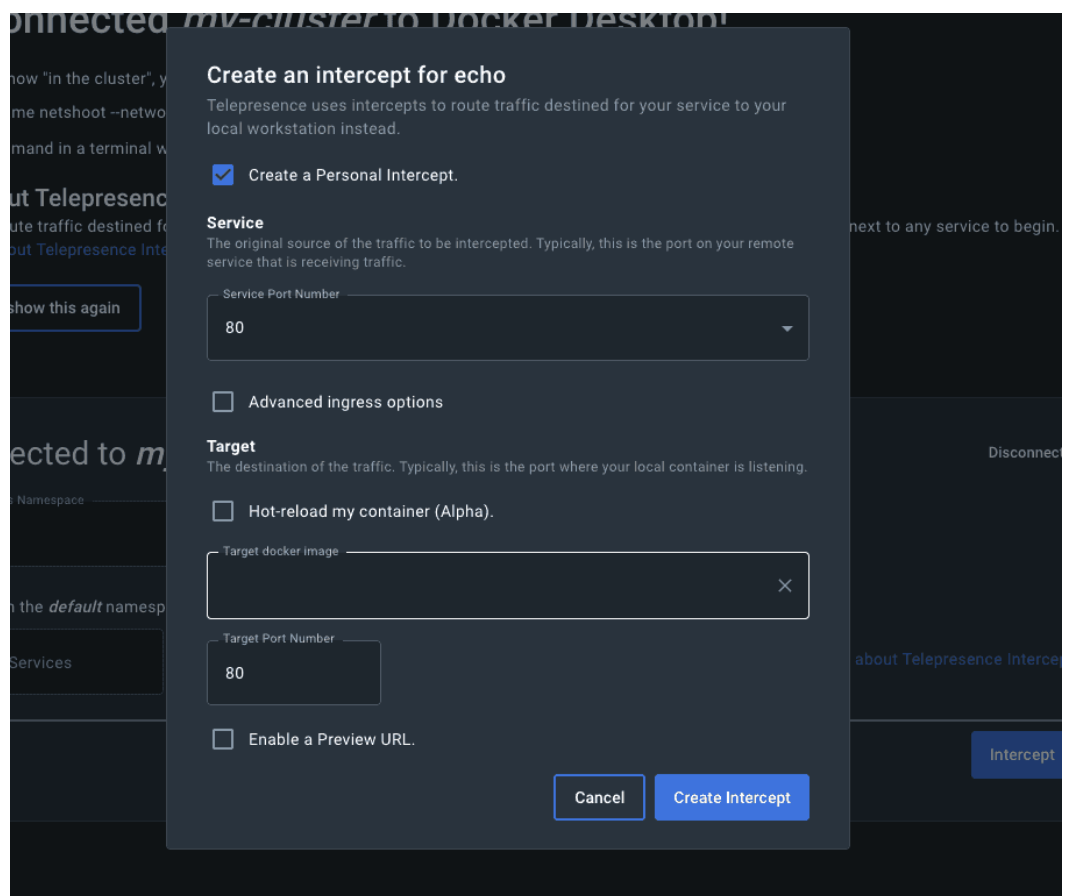 onnected my-cluster to Docker Desktop!
now "in the cluster", y
me netshoot --netwo
mand in a terminal w
ut Telepresenc
ute traffic destined fo
out Telepresence Inte
next to any service to begin.
show this again
Create an intercept for echo
Telepresence uses intercepts to route traffic destined for your service to your
local workstation instead.
Create a Personal Intercept.
Service
The original source of the traffic to be intercepted. Typically, this is the port on your remote
service that is receiving traffic.
Service Port Number
80
Advanced ingress options
Target
The destination of the traffic. Typically, this is the port where your local container is listening.
Hot-reload my container (Alpha).
Target docker image
Target Port Number
80
Enable a Preview URL.
Cancel
Create Intercept
ected to m
Disconnect
s Namespace
n the default namesp
Services
about Telepresence Intercep
Intercept